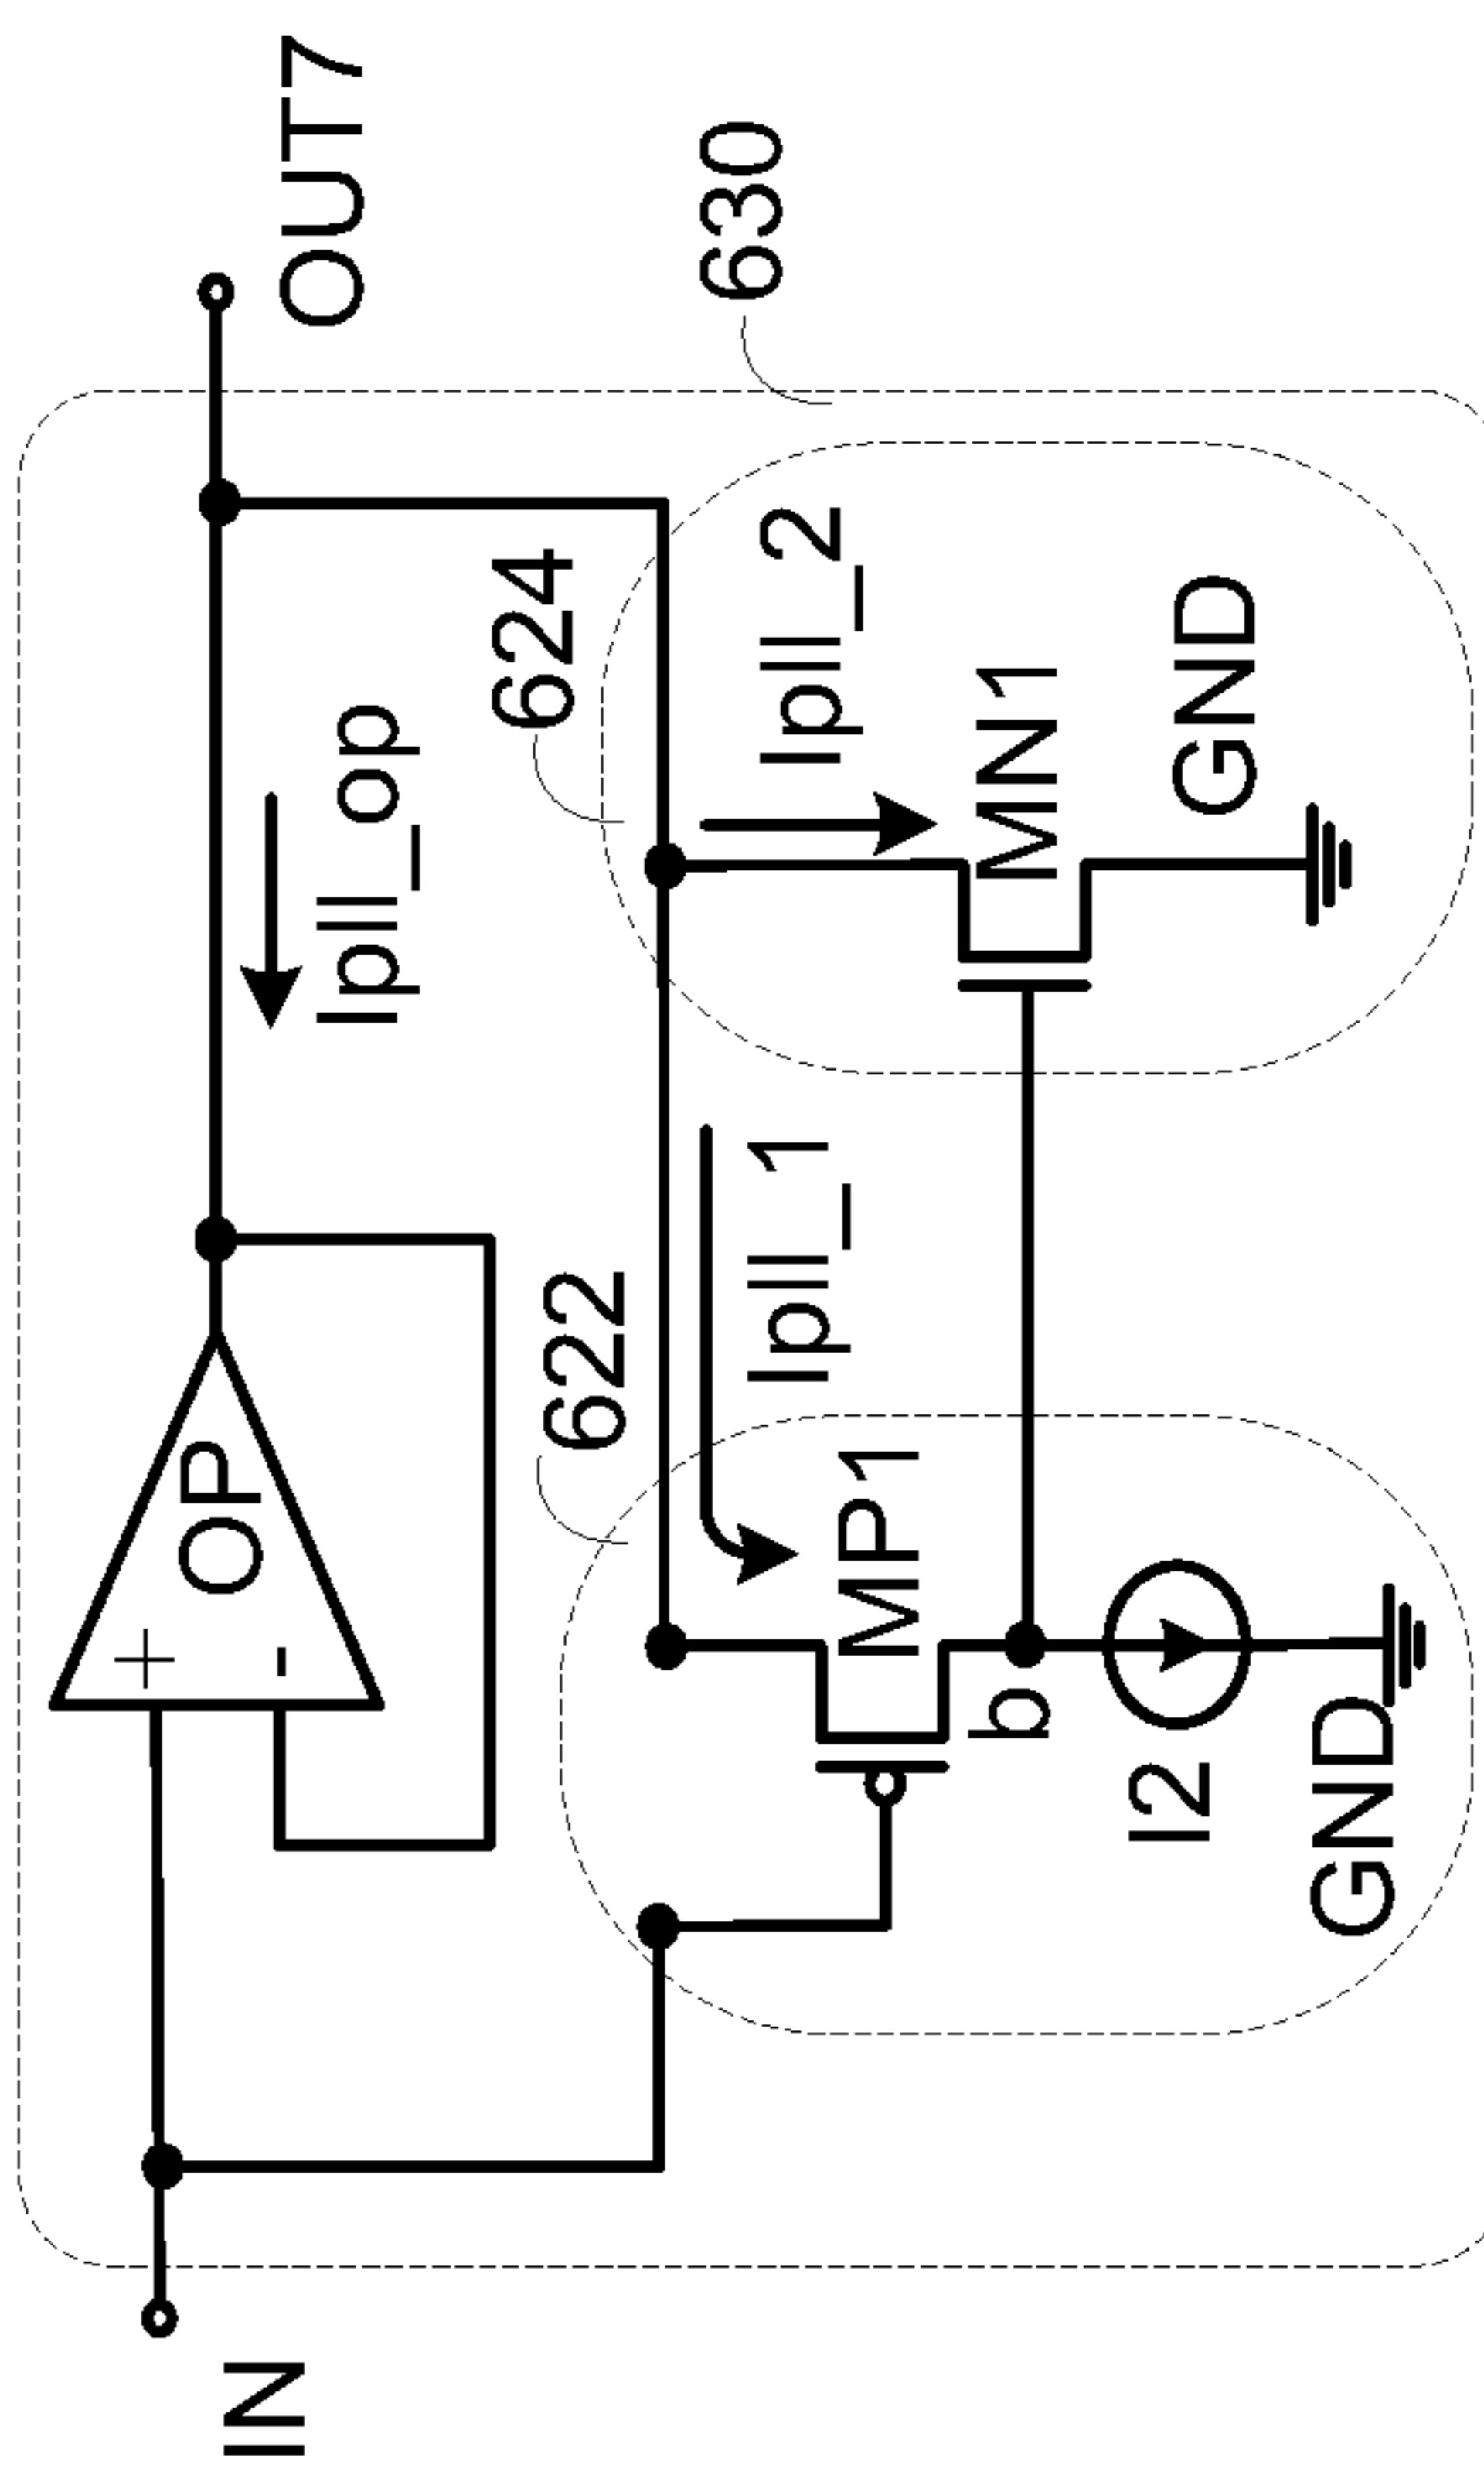 IN
OUT7
OP
+
-
Ipll_op
622
624
630
Ipll_1
Ipll_2
MP1
MN1
b
I2
GND
GND